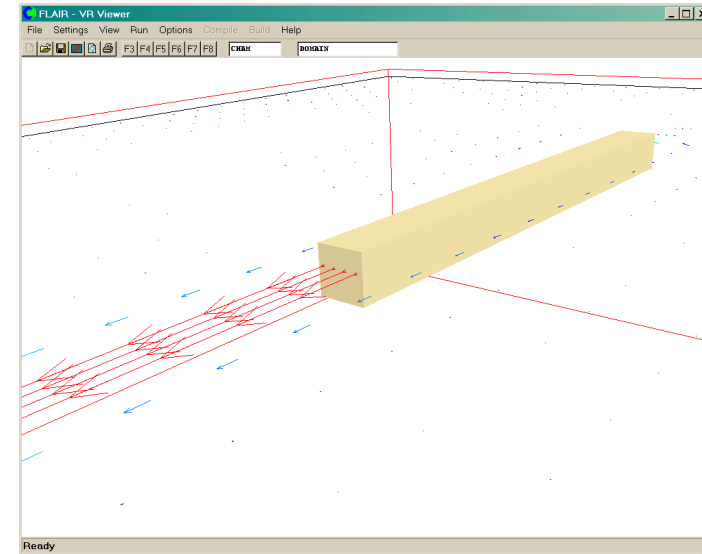 FLAIR - VR Viewer
File Settings View Run Options Compile Build Help
F3 F4 F5 F6 F7 F8 CHAM DOMAIN
Ready